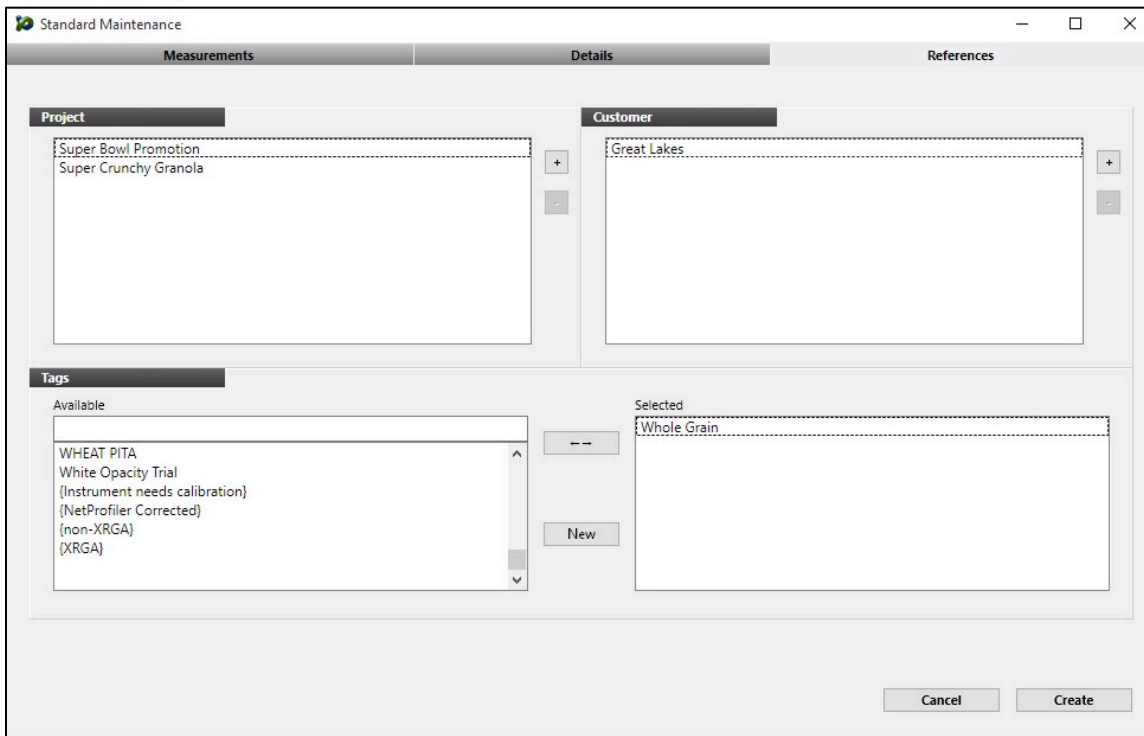 Standard Maintenance
Measurements Details References
Project Customer
Super Bowl Promotion Great Lakes
Super Crunchy Granola
+ +
- -
Tags
Available Selected
Whole Grain
WHEAT PITA
White Opacity Trial
{Instrument needs calibration}
{NetProfiler Corrected}
{non-XRGA}
{XRGA}
New
Cancel Create